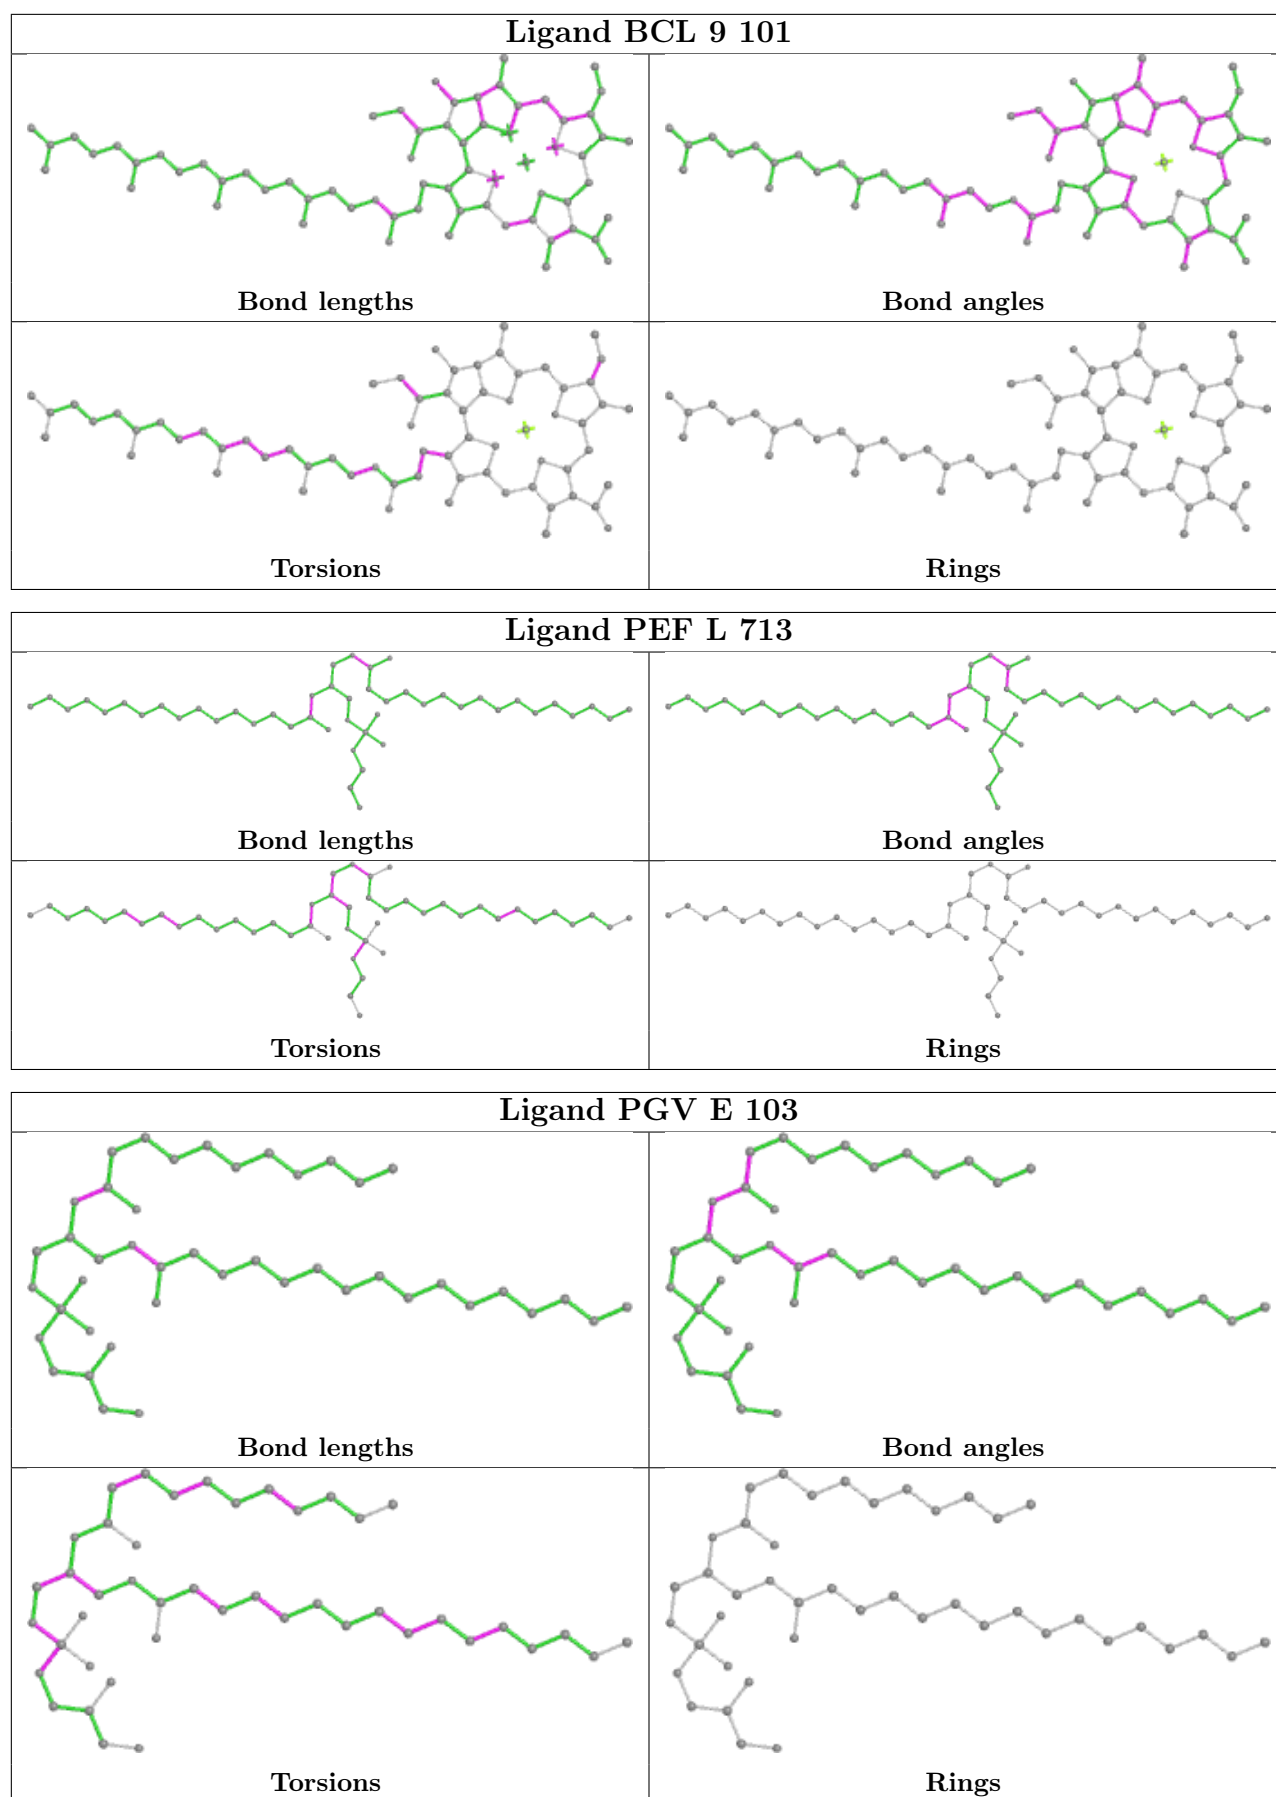 Ligand BCL 9 101
Bond lengths
Bond angles
Torsions
Rings
Ligand PEF L 713
Bond lengths
Bond angles
Torsions
Rings
Ligand PGV E 103
Bond lengths
Bond angles
Torsions
Rings